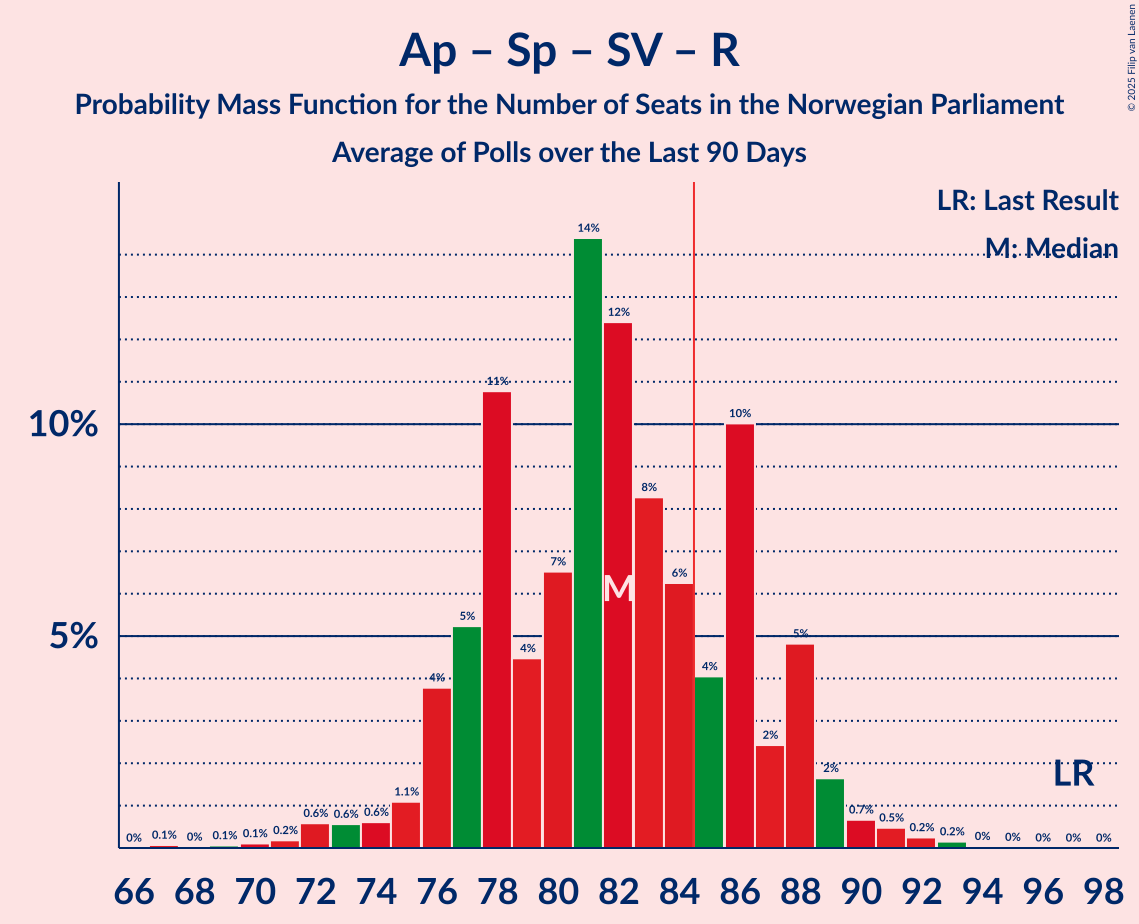 Ap – Sp – SV – R
Probability Mass Function for the Number of Seats in the Norwegian Parliament
Average of Polls over the Last 90 Days
© 2025 Filip van Laenen
LR: Last Result
M: Median
10%
5%
0% 0.1% 0% 0.1% 0.1% 0.2% 0.6% 0.6% 0.6% 1.1% 4% 5% 11% 4% 7% 14% 12% 8% 6% 4% 10% 2% 5% 2% 0.7% 0.5% 0.2% 0.2% 0% 0% 0% 0% 0%
M
LR
66 68 70 72 74 76 78 80 82 84 86 88 90 92 94 96 98